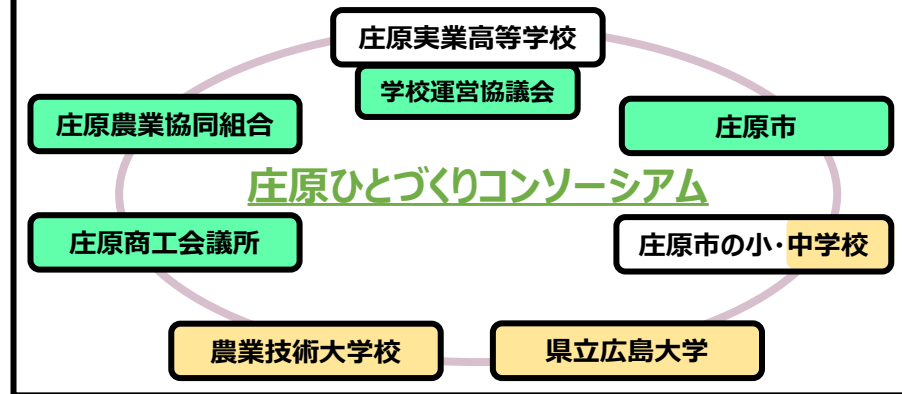 庄原実業高等学校
学校運営協議会
庄原農業協同組合
庄原市
庄原ひとづくりコンソーシアム
庄原商工会議所
庄原市の小・中学校
農業技術大学校
県立広島大学